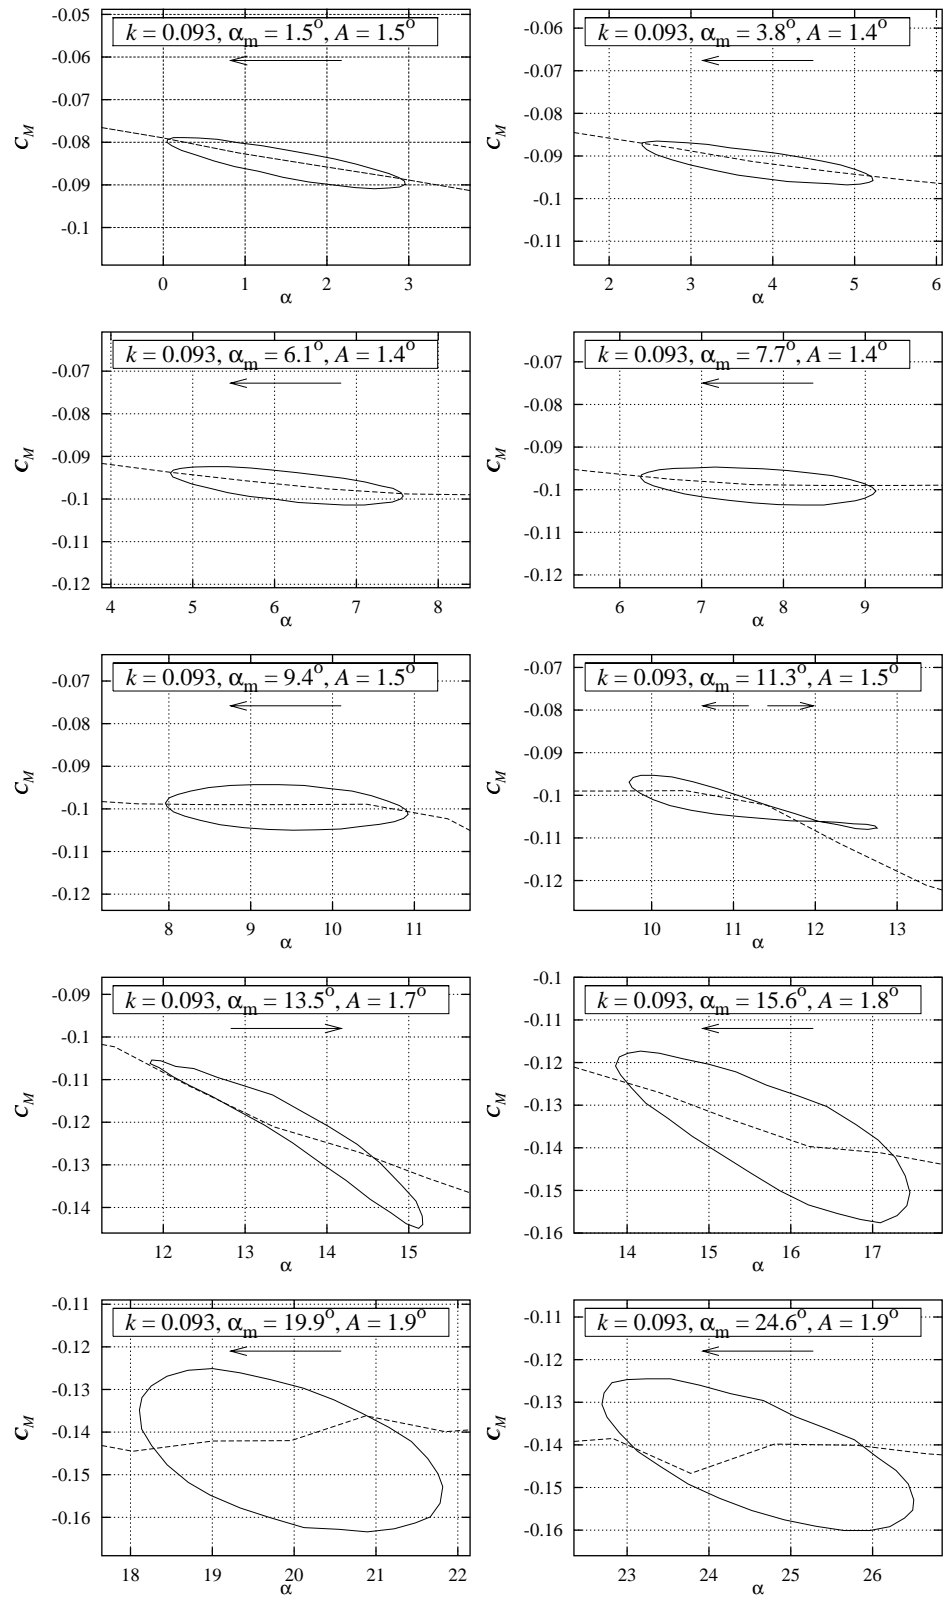 k = 0.093, αm = 1.5°, A = 1.5°
-0.05
-0.06
-0.07
-0.08
-0.09
-0.1
CM
0 1 2 3
α
k = 0.093, αm = 3.8°, A = 1.4°
-0.06
-0.07
-0.08
-0.09
-0.1
-0.11
CM
2 3 4 5 6
α
k = 0.093, αm = 6.1°, A = 1.4°
-0.07
-0.08
-0.09
-0.1
-0.11
-0.12
CM
4 5 6 7 8
α
k = 0.093, αm = 7.7°, A = 1.4°
-0.07
-0.08
-0.09
-0.1
-0.11
-0.12
CM
6 7 8 9
α
k = 0.093, αm = 9.4°, A = 1.5°
-0.07
-0.08
-0.09
-0.1
-0.11
-0.12
CM
8 9 10 11
α
k = 0.093, αm = 11.3°, A = 1.5°
-0.07
-0.08
-0.09
-0.1
-0.11
-0.12
CM
10 11 12 13
α
k = 0.093, αm = 13.5°, A = 1.7°
-0.09
-0.1
-0.11
-0.12
-0.13
-0.14
CM
12 13 14 15
α
k = 0.093, αm = 15.6°, A = 1.8°
-0.1
-0.11
-0.12
-0.13
-0.14
-0.15
-0.16
CM
14 15 16 17
α
k = 0.093, αm = 19.9°, A = 1.9°
-0.11
-0.12
-0.13
-0.14
-0.15
-0.16
CM
18 19 20 21 22
α
k = 0.093, αm = 24.6°, A = 1.9°
-0.11
-0.12
-0.13
-0.14
-0.15
-0.16
CM
23 24 25 26
α